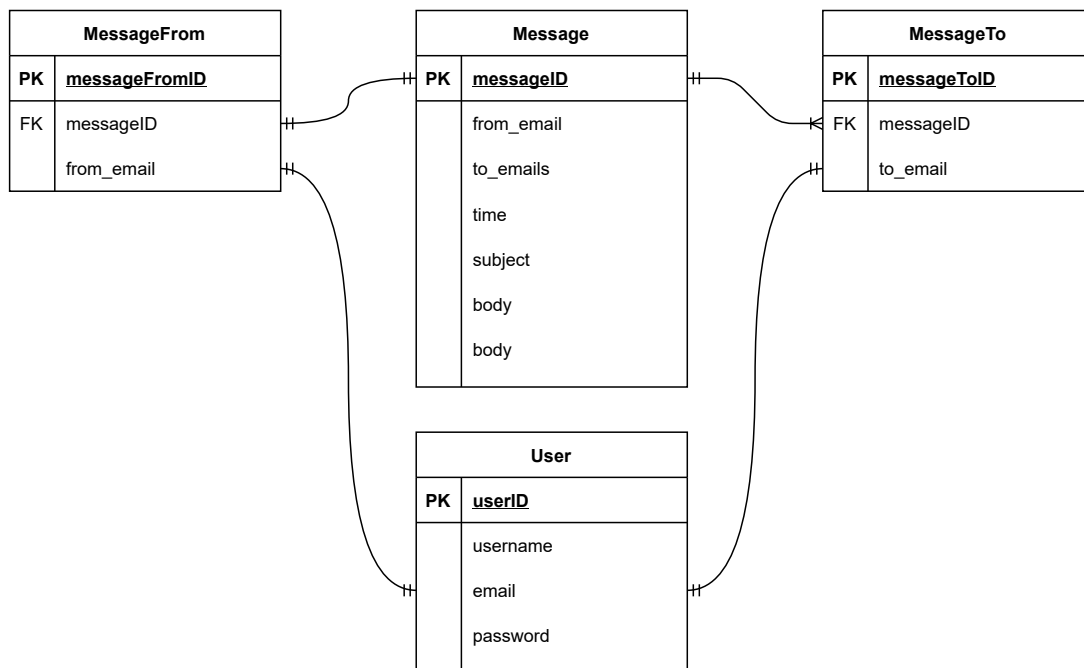 MessageFrom
PK messageFromID
FK messageID
from_email
Message
PK messageID
from_email
to_emails
time
subject
body
body
MessageTo
PK messageToID
FK messageID
to_email
User
PK userID
username
email
password